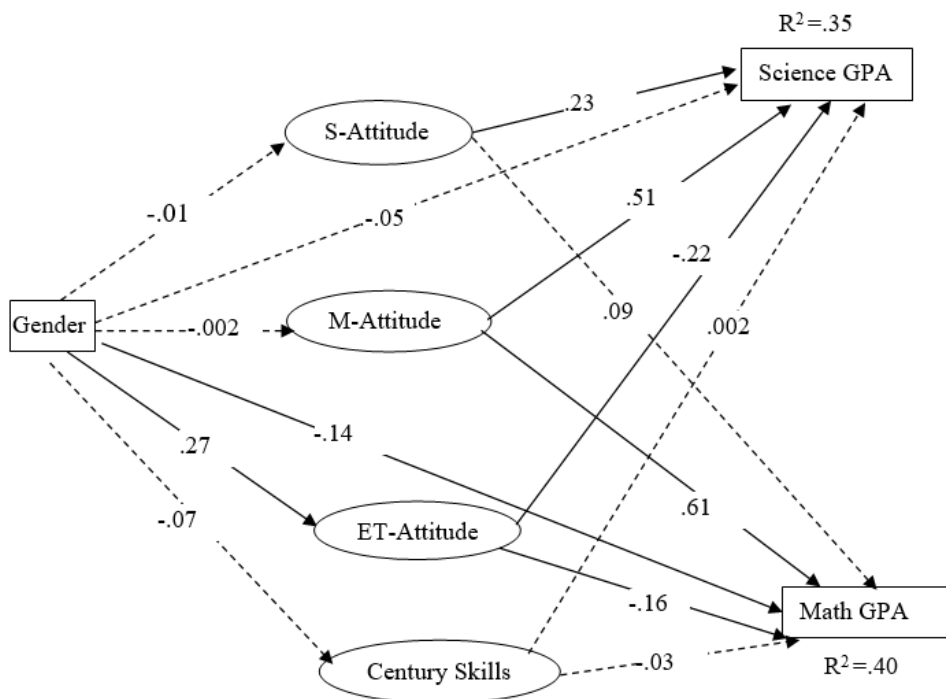 R²=.35
Science GPA
.23
S-Attitude
-.01
-.05
.51
-.22
Gender
-.002
M-Attitude
.09
.002
.27
-.14
-.07
ET-Attitude
.61
-.16
Math GPA
Century Skills
-.03
R²=.40